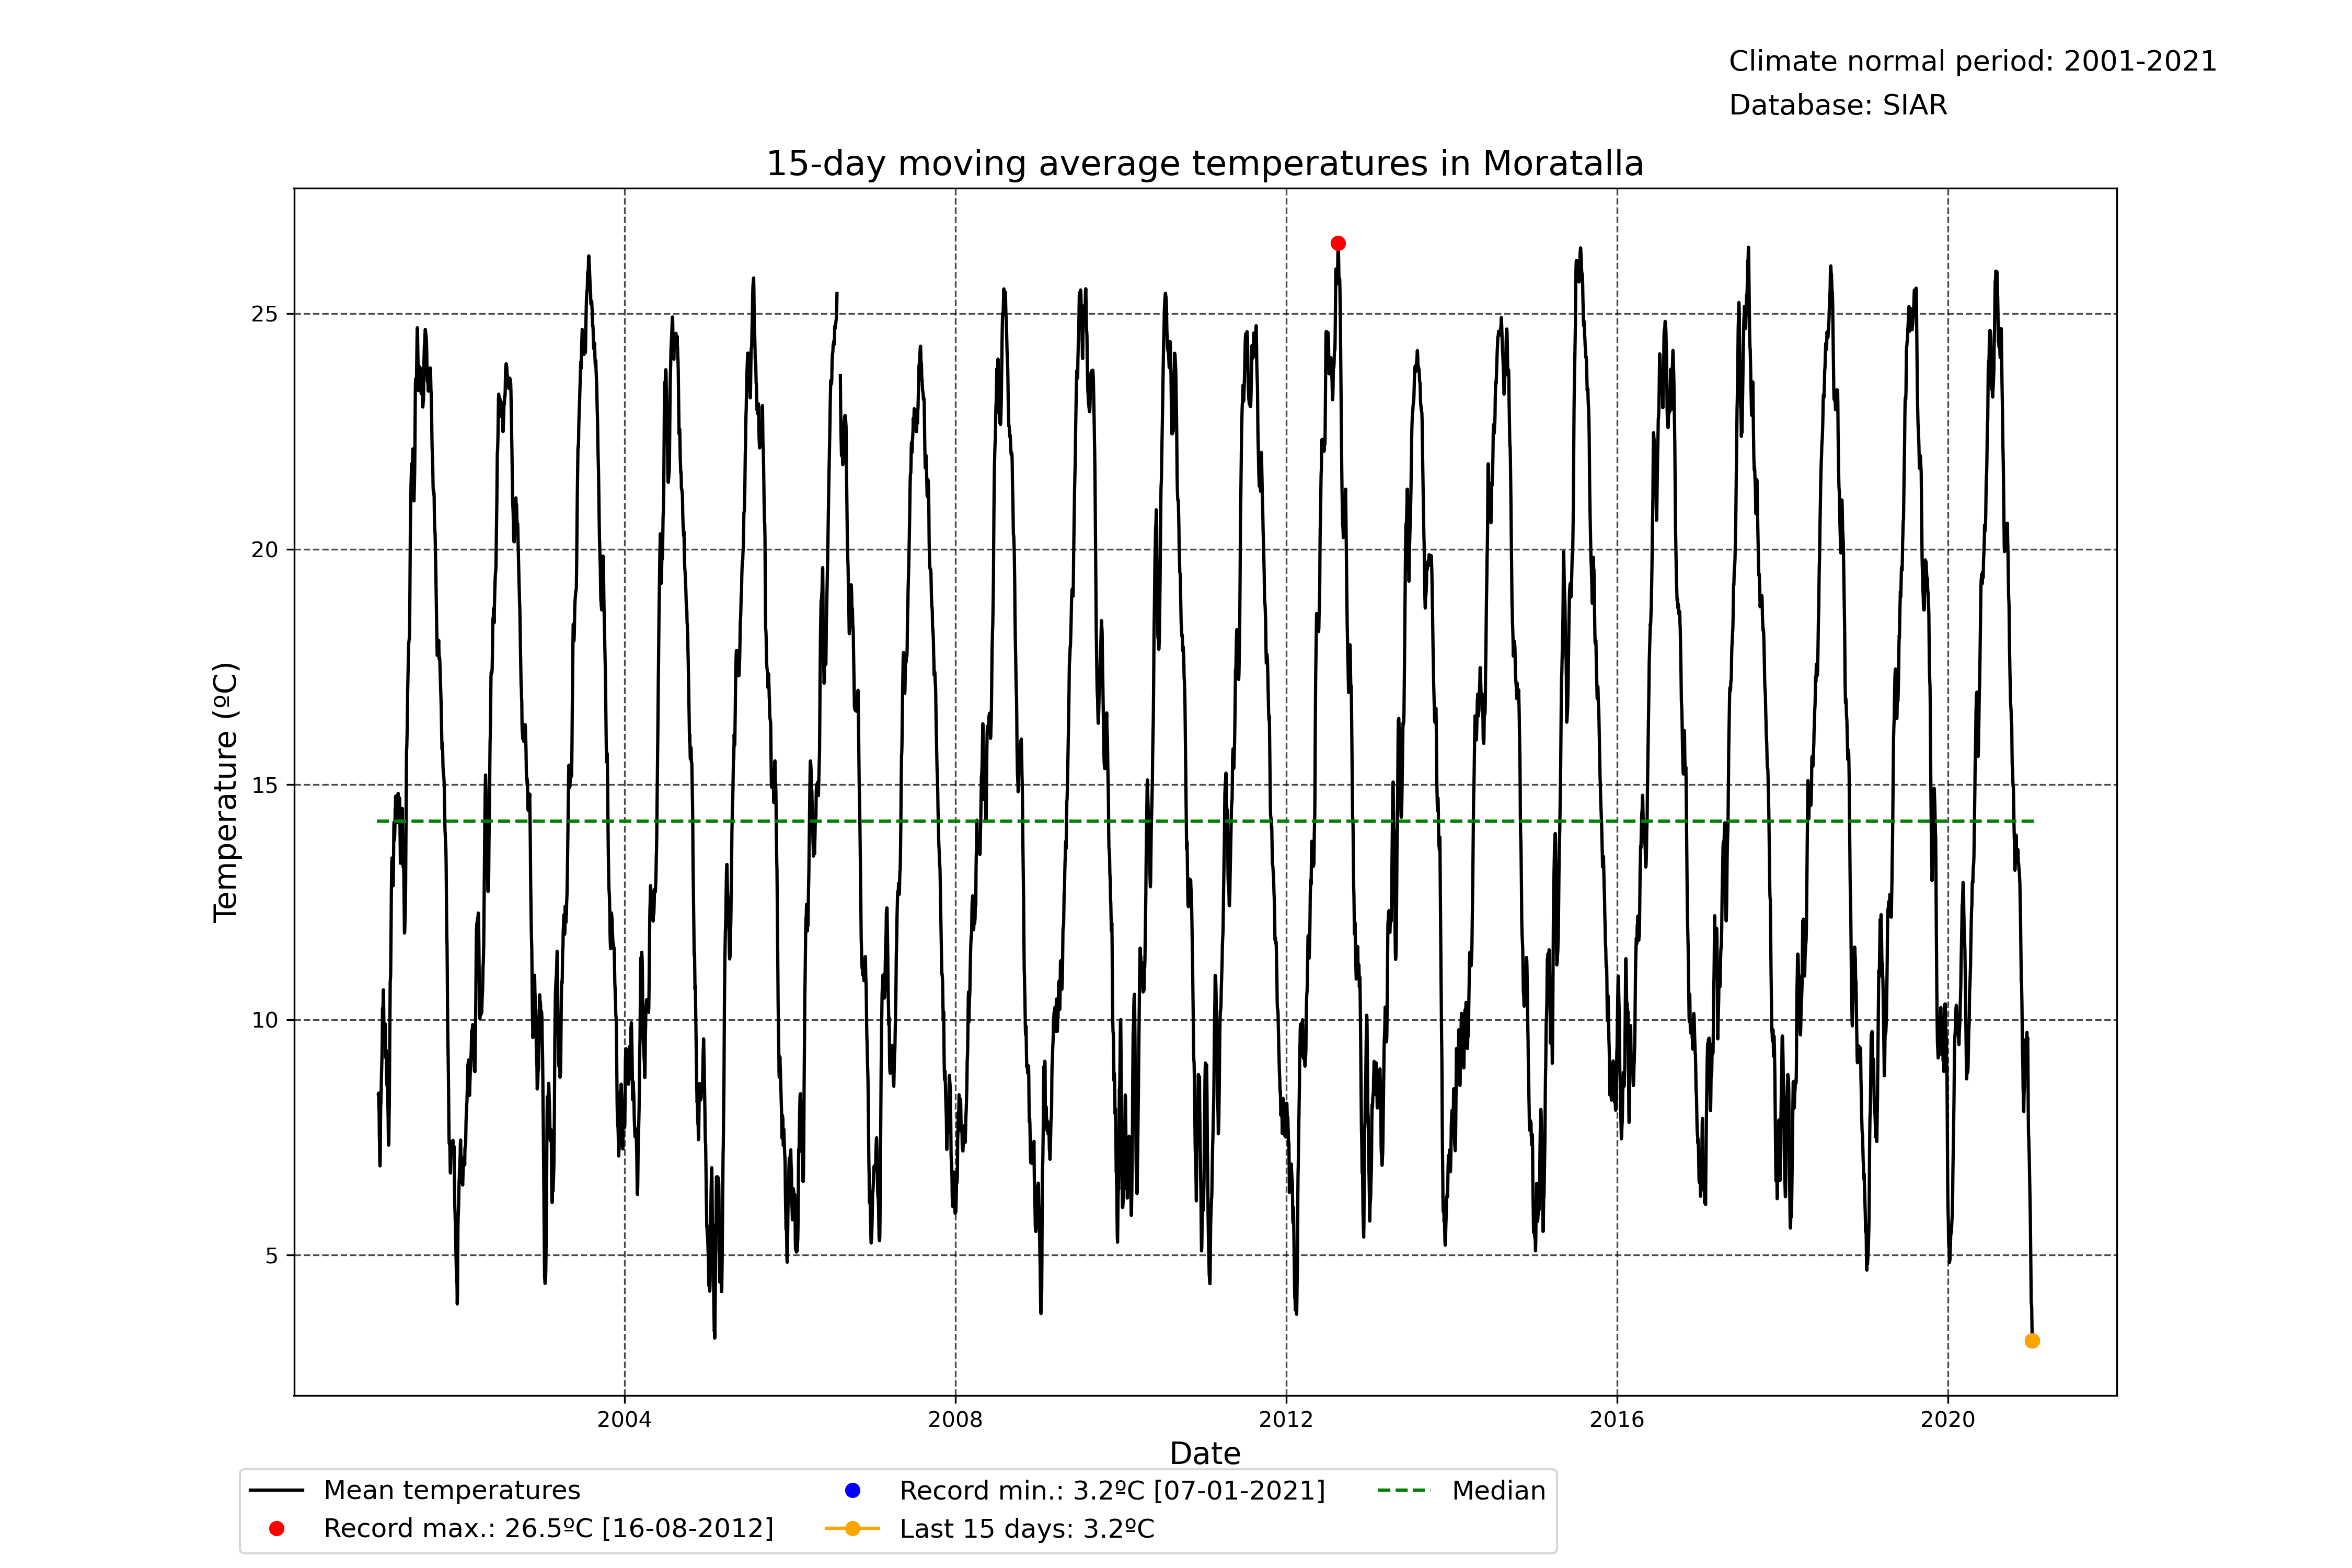 Climate normal period: 2001-2021
Database: SIAR
15-day moving average temperatures in Moratalla
25
20
15
10
5
Temperature (ºC)
2004
2008
2012
2016
2020
Date
Mean temperatures
Record max.: 26.5ºC [16-08-2012]
Record min.: 3.2ºC [07-01-2021]
Last 15 days: 3.2ºC
Median